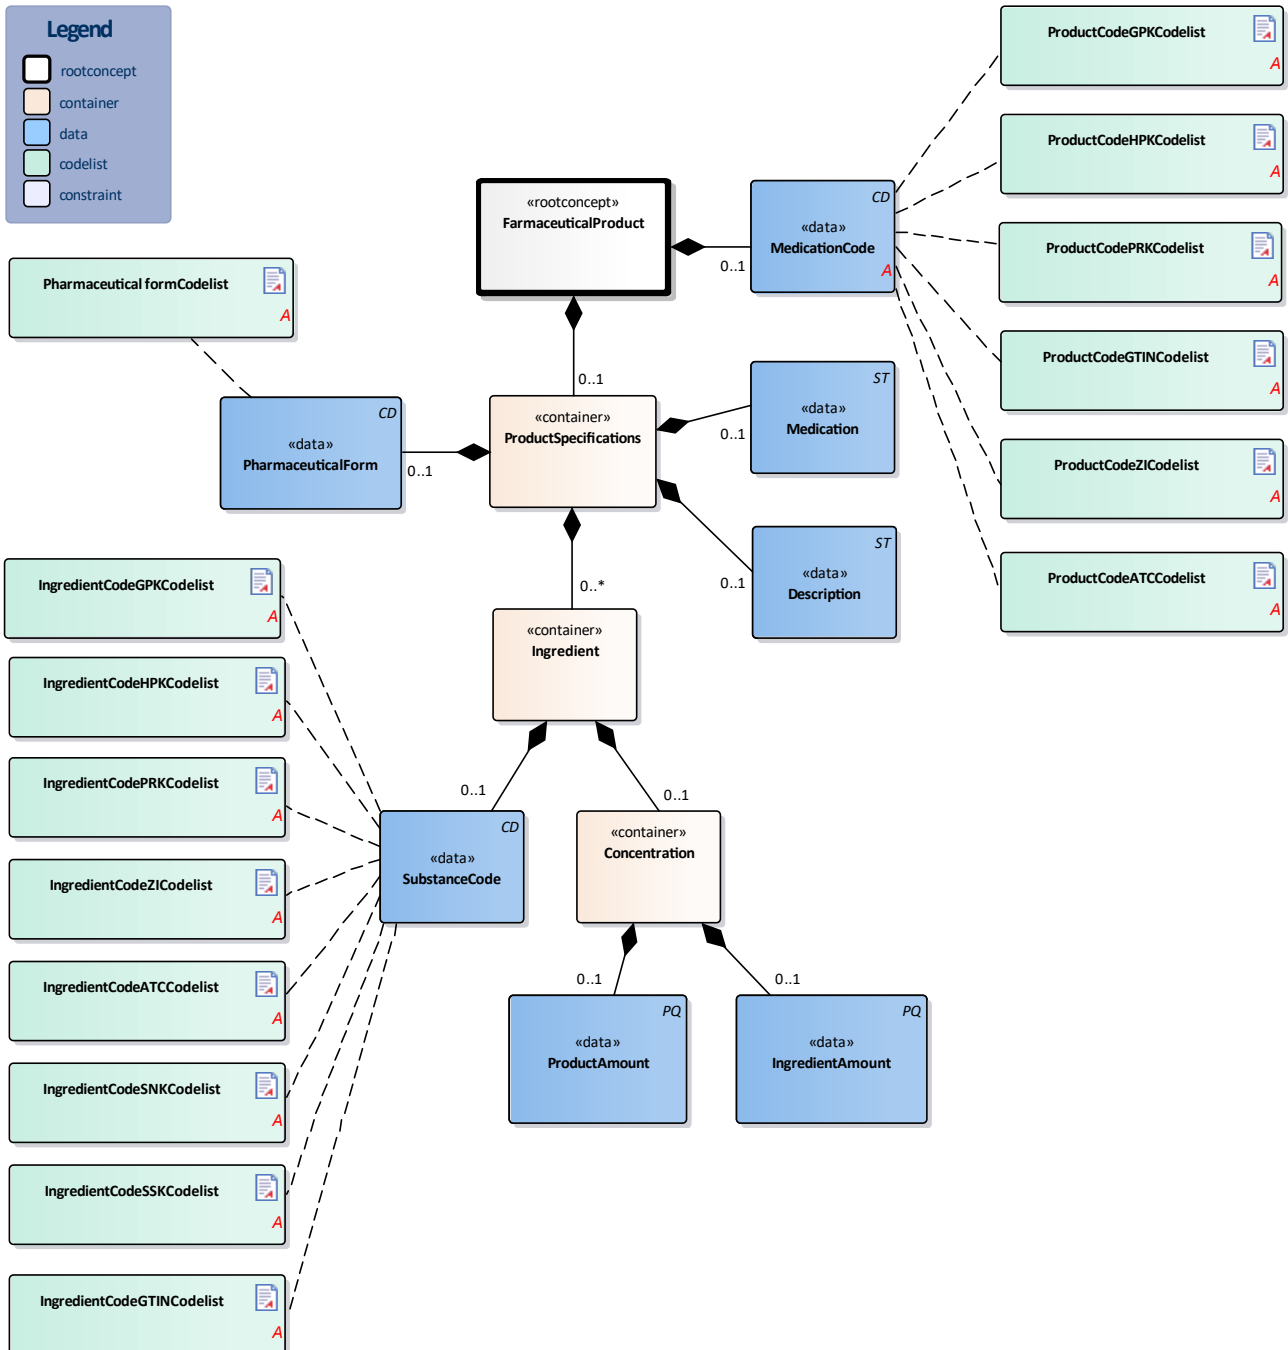 Legend
rootconcept
container
data
codelist
constraint
ProductCodeGPKCodelist
A
ProductCodeHPKCodelist
A
«rootconcept»
FarmaceuticalProduct
0..1
CD
«data»
MedicationCode
A
ProductCodePRKCodelist
A
Pharmaceutical formCodelist
A
ProductCodeGTINCodelist
A
0..1
«container»
ProductSpecifications
ST
«data»
Medication
0..1
CD
«data»
PharmaceuticalForm
0..1
ProductCodeZICodelist
A
ST
«data»
Description
0..1
ProductCodeATCCodelist
A
0..*
«container»
Ingredient
IngredientCodeGPKCodelist
A
IngredientCodeHPKCodelist
A
IngredientCodePRKCodelist
A
0..1
0..1
CD
«data»
SubstanceCode
«container»
Concentration
IngredientCodeZICodelist
A
IngredientCodeATCCodelist
A
0..1
0..1
PQ
«data»
ProductAmount
PQ
«data»
IngredientAmount
IngredientCodeSNKCodelist
A
IngredientCodeSSKCodelist
A
IngredientCodeGTINCodelist
A